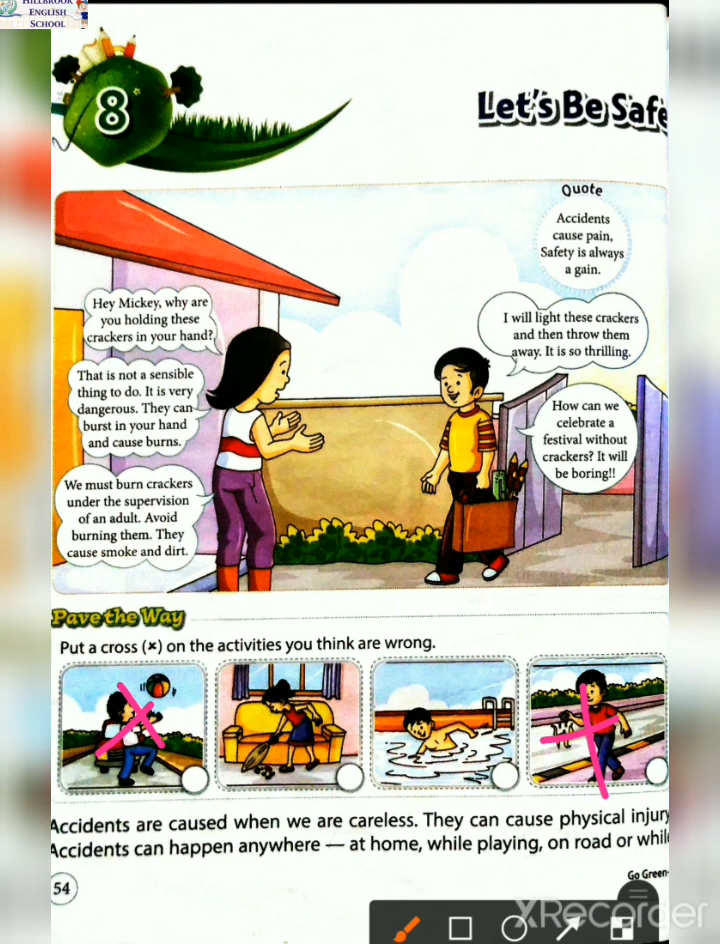 HILLBROOK
ENGLISH
SCHOOL
8
Let's Be Safe
Quote
Accidents
cause pain,
Safety is always
a gain.
Hey Mickey, why are
you holding these
crackers in your hand?
I will light these crackers
and then throw them
away. It is so thrilling.
That is not a sensible
thing to do. It is very
dangerous. They can
burst in your hand
and cause burns.
How can we
celebrate a
festival without
crackers? It will
be boring!!
We must burn crackers
under the supervision
of an adult. Avoid
burning them. They
cause smoke and dirt.
Pave the Way
Put a cross (×) on the activities you think are wrong.
Accidents are caused when we are careless. They can cause physical injury
Accidents can happen anywhere — at home, while playing, on road or whil
54
Go Green-
XRecorder